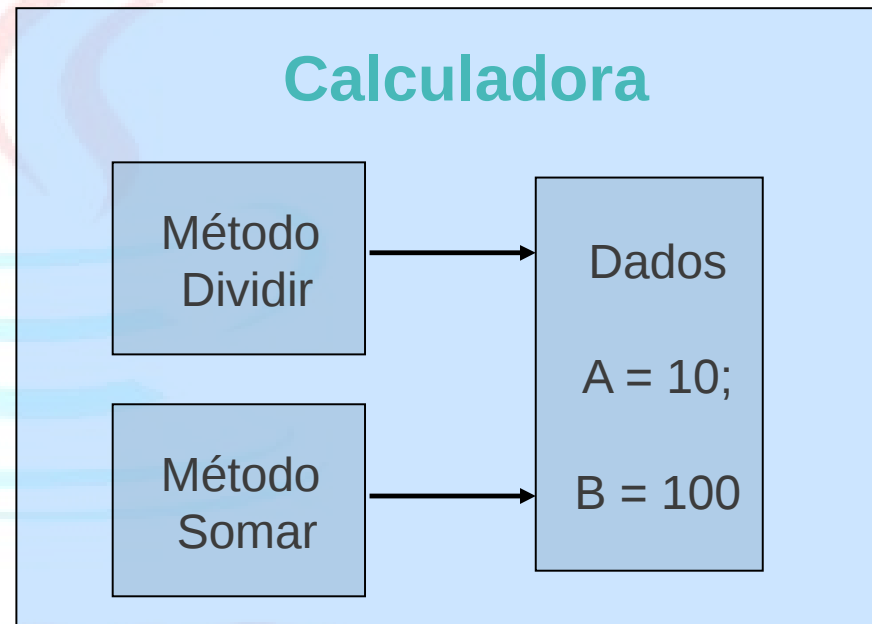 Calculadora
Método
Dividir
Dados
A = 10;
B = 100
Método
Somar